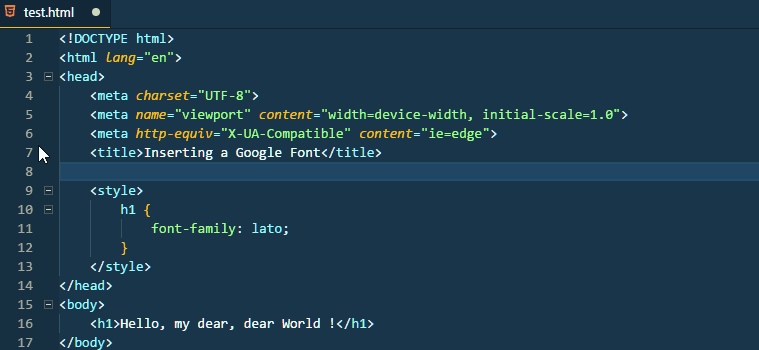 test.html
1 <!DOCTYPE html>
2 <html lang="en">
3 <head>
4 <meta charset="UTF-8">
5 <meta name="viewport" content="width=device-width, initial-scale=1.0">
6 <meta http-equiv="X-UA-Compatible" content="ie=edge">
7 <title>Inserting a Google Font</title>
8
9 <style>
10 h1 {
11 font-family: lato;
12 }
13 </style>
14 </head>
15 <body>
16 <h1>Hello, my dear, dear World !</h1>
17 </body>